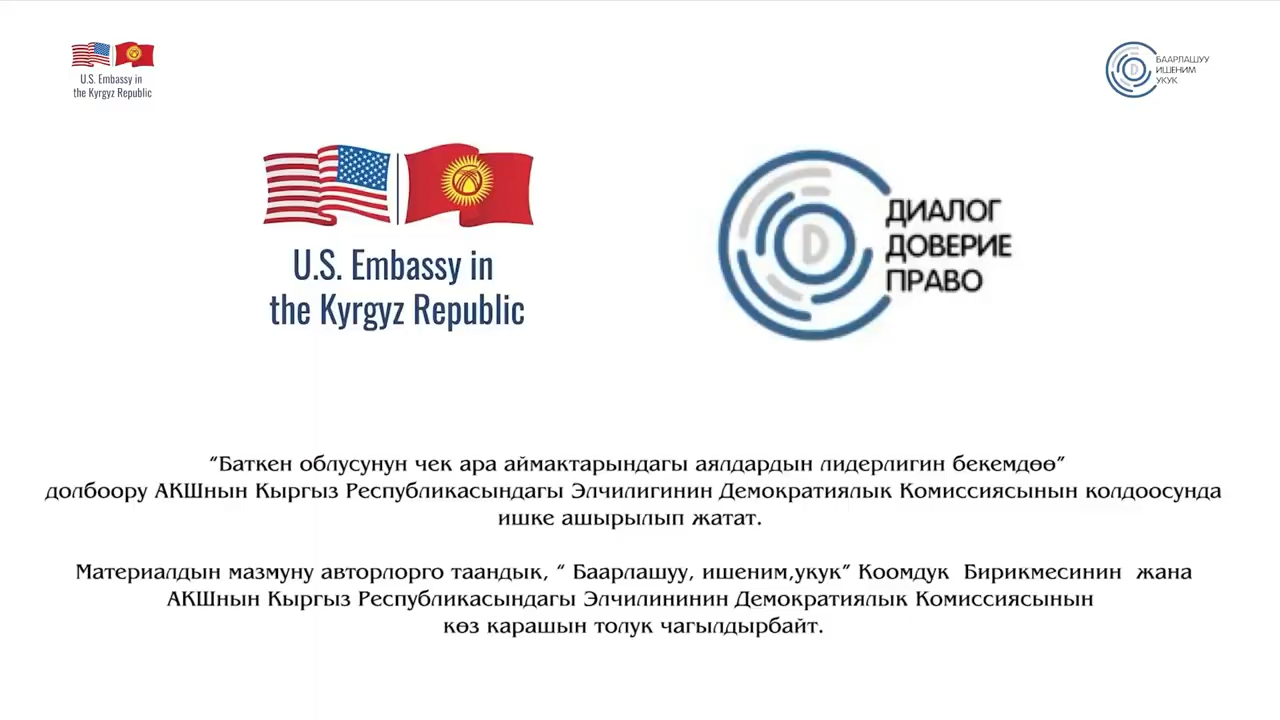 U.S. Embassy in
the Kyrgyz Republic
БААРЛАШУУ
ИШЕНИМ
УКУК
U.S. Embassy in
the Kyrgyz Republic
D
ДИАЛОГ
ДОВЕРИЕ
ПРАВО
“Баткен облусунун чек ара аймактарындагы аялдардын лидерлигин бекемдөө”
долбоору АКШнын Кыргыз Республикасындагы Элчилигинин Демократиялык Комиссиясынын колдоосунда
ишке ашырылып жатат.
Материалдын мазмуну авторлорго таандык, “ Баарлашуу, ишеним,укук” Коомдук Бирикмесинин жана
АКШнын Кыргыз Республикасындагы Элчилининин Демократиялык Комиссиясынын
көз карашын толук чагылдырбайт.